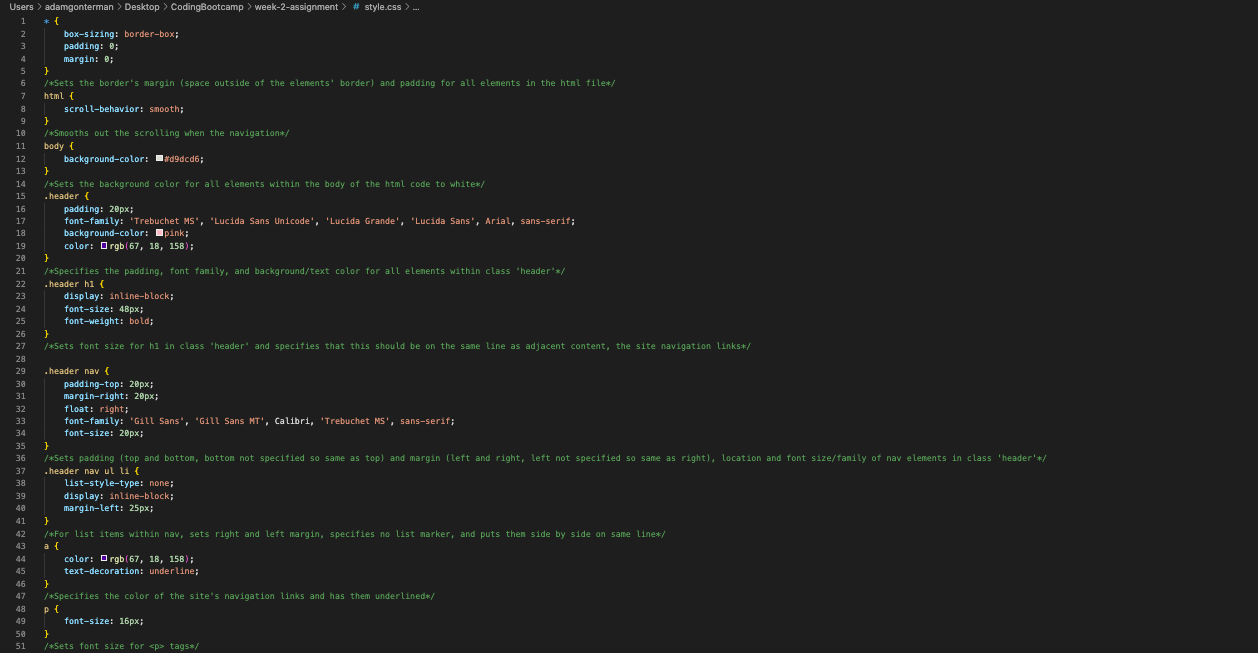 Users > adamgonterman > Desktop > CodingBootcamp > week-2-assignment > # style.css > ...
1 * {
2     box-sizing: border-box;
3     padding: 0;
4     margin: 0;
5 }
6 /*Sets the border's margin (space outside of the elements' border) and padding for all elements in the html file*/
7 html {
8     scroll-behavior: smooth;
9 }
10 /*Smooths out the scrolling when the navigation*/
11 body {
12     background-color: #d9dcd6;
13 }
14 /*Sets the background color for all elements within the body of the html code to white*/
15 .header {
16     padding: 20px;
17     font-family: 'Trebuchet MS', 'Lucida Sans Unicode', 'Lucida Grande', 'Lucida Sans', Arial, sans-serif;
18     background-color: pink;
19     color: rgb(67, 18, 158);
20 }
21 /*Specifies the padding, font family, and background/text color for all elements within class 'header'*/
22 .header h1 {
23     display: inline-block;
24     font-size: 48px;
25     font-weight: bold;
26 }
27 /*Sets font size for h1 in class 'header' and specifies that this should be on the same line as adjacent content, the site navigation links*/
28
29 .header nav {
30     padding-top: 20px;
31     margin-right: 20px;
32     float: right;
33     font-family: 'Gill Sans', 'Gill Sans MT', Calibri, 'Trebuchet MS', sans-serif;
34     font-size: 20px;
35 }
36 /*Sets padding (top and bottom, bottom not specified so same as top) and margin (left and right, left not specified so same as right), location and font size/family of nav elements in class 'header'*/
37 .header nav ul li {
38     list-style-type: none;
39     display: inline-block;
40     margin-left: 25px;
41 }
42 /*For list items within nav, sets right and left margin, specifies no list marker, and puts them side by side on same line*/
43 a {
44     color: rgb(67, 18, 158);
45     text-decoration: underline;
46 }
47 /*Specifies the color of the site's navigation links and has them underlined*/
48 p {
49     font-size: 16px;
50 }
51 /*Sets font size for <p> tags*/